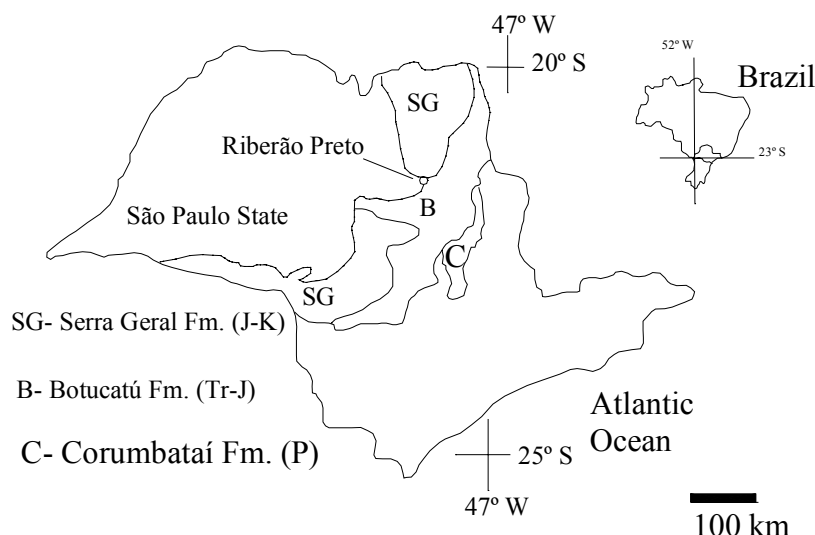 47º W
20º S
SG
Riberão Preto
São Paulo State
B
C
SG
SG- Serra Geral Fm. (J-K)
B- Botucatú Fm. (Tr-J)
C- Corumbataí Fm. (P)
25º S
47º W
Atlantic
Ocean
100 km
52º W
Brazil
23º S